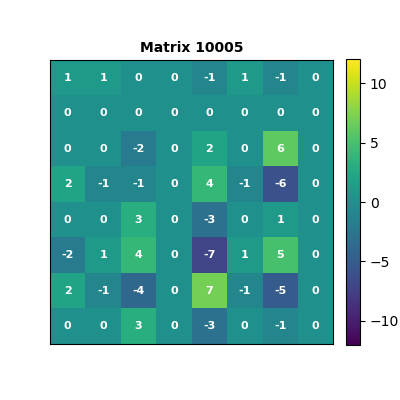 Matrix 10005
1 1 0 0 -1 1 -1 0
0 0 0 0 0 0 0 0
0 0 -2 0 2 0 6 0
2 -1 -1 0 4 -1 -6 0
0 0 3 0 -3 0 1 0
-2 1 4 0 -7 1 5 0
2 -1 -4 0 7 -1 -5 0
0 0 3 0 -3 0 -1 0
10
5
0
−5
−10